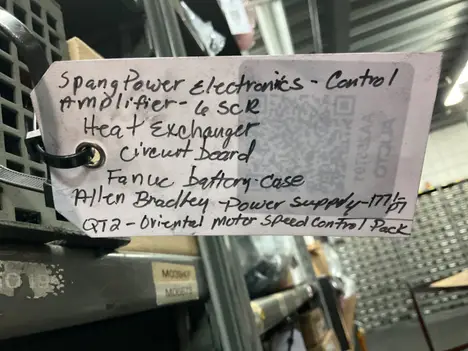 Spang Power Electronics - Control
Amplifier - 6 SCR
Heat Exchanger
Circuit board
Fanuc battery case
Allen Bradley - Power Supply - M/A
QT2 - Oriental Motor Speed Control Pack